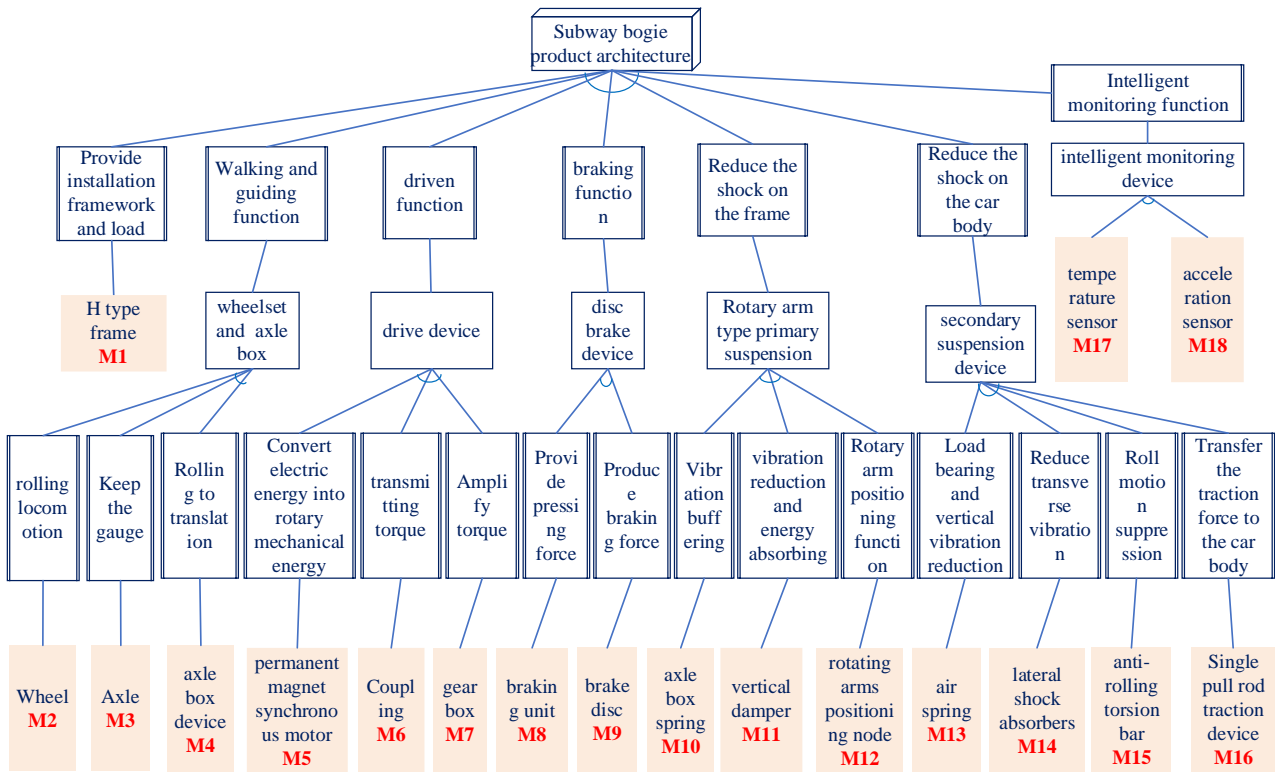 Subway bogie
product architecture
Intelligent
monitoring function
Provide
installation
framework
and load
Walking and
guiding
function
driven
function
braking
functio
n
Reduce the
shock on
the frame
Reduce the
shock on
the car
body
intelligent monitoring
device
H type
frame
M1
wheelset
and axle
box
drive device
disc
brake
device
Rotary arm
type primary
suspension
secondary
suspension
device
tempe
rature
sensor
M17
accele
ration
sensor
M18
rolling
locom
otion
Keep
the
gauge
Rollin
g to
translat
ion
Convert
electric
energy into
rotary
mechanical
energy
transmi
tting
torque
Amplif
y
torque
Provi
de
pressi
ng
force
Produc
e
brakin
g force
Vibr
ation
buff
ering
vibration
reduction
and
energy
absorbing
Rotary
arm
positio
ning
functi
on
Load
bearing
and
vertical
vibration
reduction
Reduce
transve
rse
vibratio
n
Roll
motio
n
suppre
ssion
Transfer
the
traction
force to
the car
body
Wheel
M2
Axle
M3
axle
box
device
M4
permanent
magnet
synchrono
us motor
M5
Coupl
ing
M6
gear
box
M7
brakin
g unit
M8
brake
disc
M9
axle
box
spring
M10
vertical
damper
M11
rotating
arms
positioni
ng node
M12
air
spring
M13
lateral
shock
absorbers
M14
anti-
rolling
torsion
bar
M15
Single
pull rod
traction
device
M16